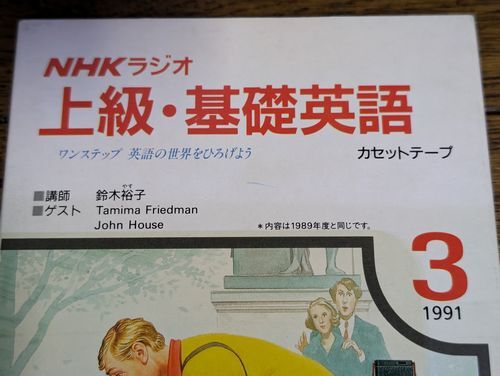 NHKラジオ
上級・基礎英語
ワンステップ 英語の世界をひろげよう
カセットテープ
■講師 鈴木裕子
やす
■ゲスト Tamima Friedman
John House
＊内容は1989年度と同じです。
3
1991